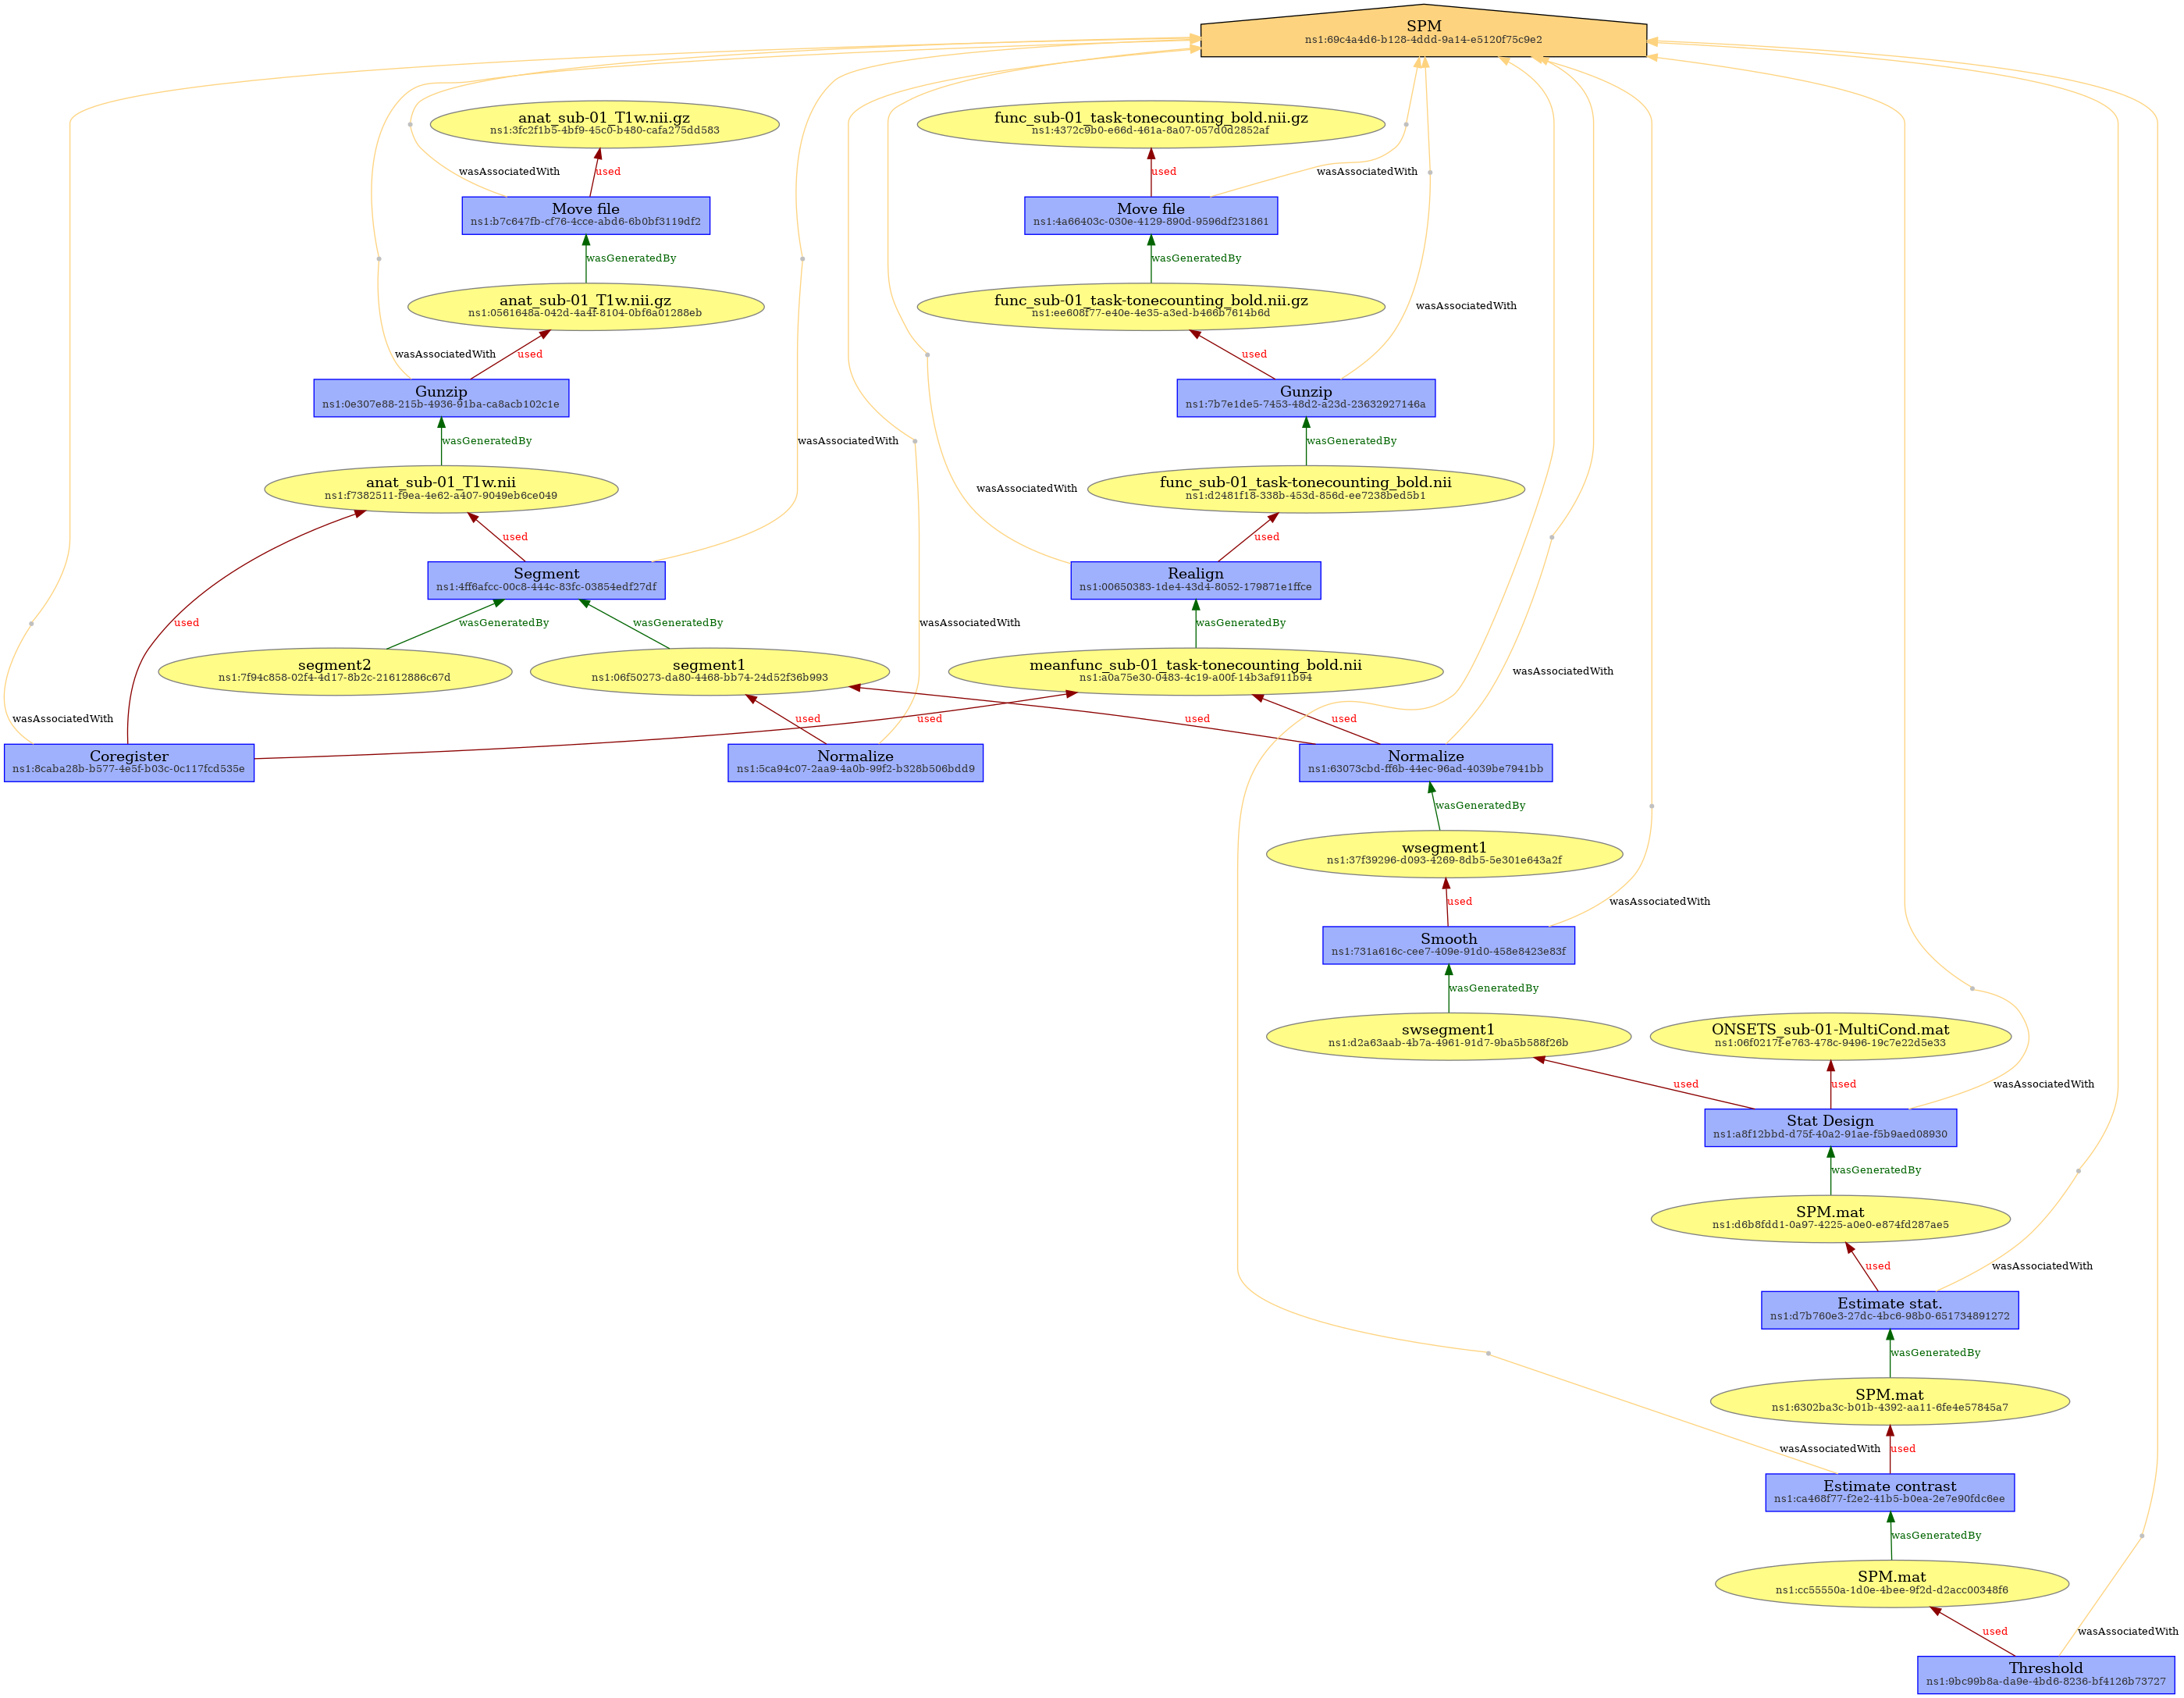 SPM
ns1:69c4a4d6-b128-4ddd-9a14-e5120f75c9e2
anat_sub-01_T1w.nii.gz
ns1:3fc2f1b5-4bf9-45c0-b480-cafa275dd583
func_sub-01_task-tonecounting_bold.nii.gz
ns1:4372c9b0-e66d-461a-8a07-057d0d2852af
wasAssociatedWith
used
used
wasAssociatedWith
Move file
ns1:b7c647fb-cf76-4cce-abd6-6b0bf3119df2
Move file
ns1:4a66403c-030e-4129-890d-9596df231861
wasGeneratedBy
wasGeneratedBy
anat_sub-01_T1w.nii.gz
ns1:0561648a-042d-4a4f-8104-0bf6a01288eb
func_sub-01_task-tonecounting_bold.nii.gz
ns1:ee608f77-e40e-4e35-a3ed-b466b7614b6d
wasAssociatedWith
wasAssociatedWith
used
used
Gunzip
ns1:0e307e88-215b-4936-91ba-ca8acb102c1e
Gunzip
ns1:7b7e1de5-7453-48d2-a23d-23632927146a
wasGeneratedBy
wasAssociatedWith
wasGeneratedBy
anat_sub-01_T1w.nii
ns1:f7382511-f9ea-4e62-a407-9049eb6ce049
wasAssociatedWith
func_sub-01_task-tonecounting_bold.nii
ns1:d2481f18-338b-453d-856d-ee7238bed5b1
used
used
Segment
ns1:4ff6afcc-00c8-444c-83fc-03854edf27df
Realign
ns1:00650383-1de4-43d4-8052-179871e1ffce
used
wasGeneratedBy
wasGeneratedBy
wasAssociatedWith
wasGeneratedBy
segment2
ns1:7f94c858-02f4-4d17-8b2c-21612886c67d
segment1
ns1:06f50273-da80-4468-bb74-24d52f36b993
meanfunc_sub-01_task-tonecounting_bold.nii
ns1:a0a75e30-0483-4c19-a00f-14b3af911b94
wasAssociatedWith
wasAssociatedWith
used
used
used
used
Coregister
ns1:8caba28b-b577-4e5f-b03c-0c117fcd535e
Normalize
ns1:5ca94c07-2aa9-4a0b-99f2-b328b506bdd9
Normalize
ns1:63073cbd-ff6b-44ec-96ad-4039be7941bb
wasGeneratedBy
wsegment1
ns1:37f39296-d093-4269-8db5-5e301e643a2f
used
wasAssociatedWith
Smooth
ns1:731a616c-cee7-409e-91d0-458e8423e83f
wasGeneratedBy
swsegment1
ns1:d2a63aab-4b7a-4961-91d7-9ba5b588f26b
ONSETS_sub-01-MultiCond.mat
ns1:06f0217f-e763-478c-9496-19c7e22d5e33
used
used
wasAssociatedWith
Stat Design
ns1:a8f12bbd-d75f-40a2-91ae-f5b9aed08930
wasGeneratedBy
SPM.mat
ns1:d6b8fdd1-0a97-4225-a0e0-e874fd287ae5
used
wasAssociatedWith
Estimate stat.
ns1:d7b760e3-27dc-4bc6-98b0-651734891272
wasGeneratedBy
SPM.mat
ns1:6302ba3c-b01b-4392-aa11-6fe4e57845a7
wasAssociatedWith
used
Estimate contrast
ns1:ca468f77-f2e2-41b5-b0ea-2e7e90fdc6ee
wasGeneratedBy
SPM.mat
ns1:cc55550a-1d0e-4bee-9f2d-d2acc00348f6
used
wasAssociatedWith
Threshold
ns1:9bc99b8a-da9e-4bd6-8236-bf4126b73727